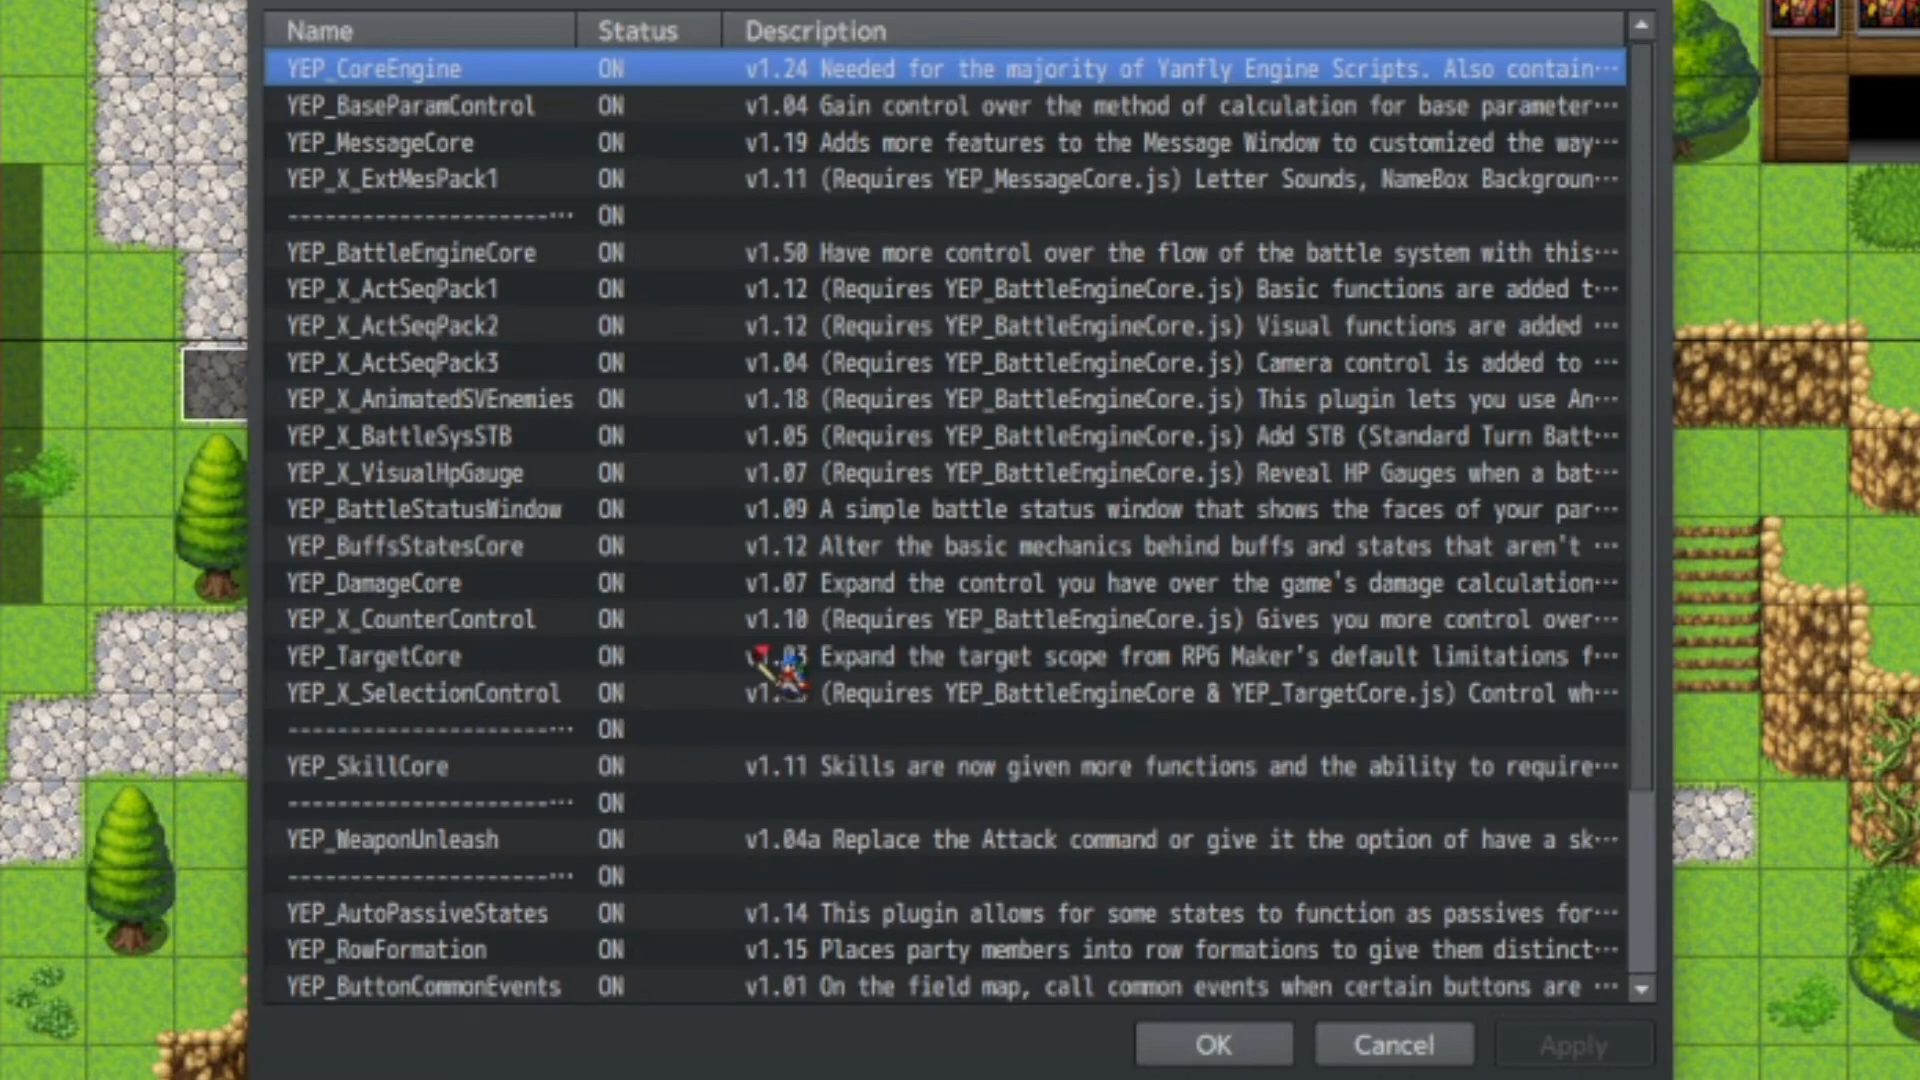 Name Status Description
YEP_CoreEngine ON v1.24 Needed for the majority of Yanfly Engine Scripts. Also contain…
YEP_BaseParamControl ON v1.04 Gain control over the method of calculation for base parameter…
YEP_MessageCore ON v1.19 Adds more features to the Message Window to customized the way…
YEP_X_ExtMesPack1 ON v1.11 (Requires YEP_MessageCore.js) Letter Sounds, NameBox Backgroun…
---------------------… ON
YEP_BattleEngineCore ON v1.50 Have more control over the flow of the battle system with this…
YEP_X_ActSeqPack1 ON v1.12 (Requires YEP_BattleEngineCore.js) Basic functions are added t…
YEP_X_ActSeqPack2 ON v1.12 (Requires YEP_BattleEngineCore.js) Visual functions are added …
YEP_X_ActSeqPack3 ON v1.04 (Requires YEP_BattleEngineCore.js) Camera control is added to …
YEP_X_AnimatedSVEnemies ON v1.18 (Requires YEP_BattleEngineCore.js) This plugin lets you use An…
YEP_X_BattleSysSTB ON v1.05 (Requires YEP_BattleEngineCore.js) Add STB (Standard Turn Batt…
YEP_X_VisualHpGauge ON v1.07 (Requires YEP_BattleEngineCore.js) Reveal HP Gauges when a bat…
YEP_BattleStatusWindow ON v1.09 A simple battle status window that shows the faces of your par…
YEP_BuffsStatesCore ON v1.12 Alter the basic mechanics behind buffs and states that aren't …
YEP_DamageCore ON v1.07 Expand the control you have over the game's damage calculation…
YEP_X_CounterControl ON v1.10 (Requires YEP_BattleEngineCore.js) Gives you more control over…
YEP_TargetCore ON Expand the target scope from RPG Maker's default limitations f…
YEP_X_SelectionControl ON (Requires YEP_BattleEngineCore & YEP_TargetCore.js) Control wh…
---------------------… ON
YEP_SkillCore ON v1.11 Skills are now given more functions and the ability to require…
---------------------… ON
YEP_WeaponUnleash ON v1.04a Replace the Attack command or give it the option of have a sk…
---------------------… ON
YEP_AutoPassiveStates ON v1.14 This plugin allows for some states to function as passives for…
YEP_RowFormation ON v1.15 Places party members into row formations to give them distinct…
YEP_ButtonCommonEvents ON v1.01 On the field map, call common events when certain buttons are …
OK Cancel Apply